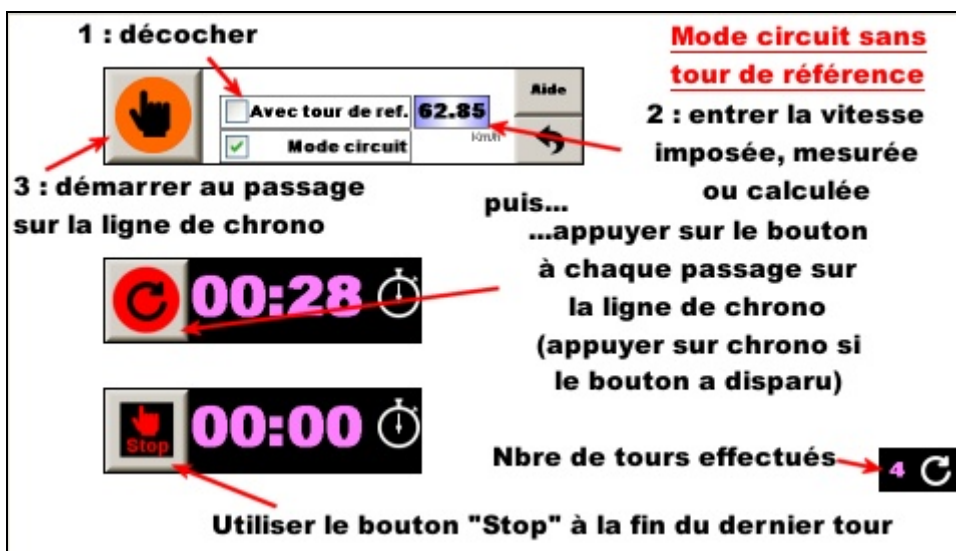 1 : décocher
Mode circuit sans
tour de référence
Avec tour de ref.
62.85
Km/h
Mode circuit
Aide
2 : entrer la vitesse
imposée, mesurée
ou calculée
3 : démarrer au passage
sur la ligne de chrono
puis...
...appuyer sur le bouton
à chaque passage sur
la ligne de chrono
(appuyer sur chrono si
le bouton a disparu)
00:28
Stop
00:00
Nbre de tours effectués
4
Utiliser le bouton "Stop" à la fin du dernier tour